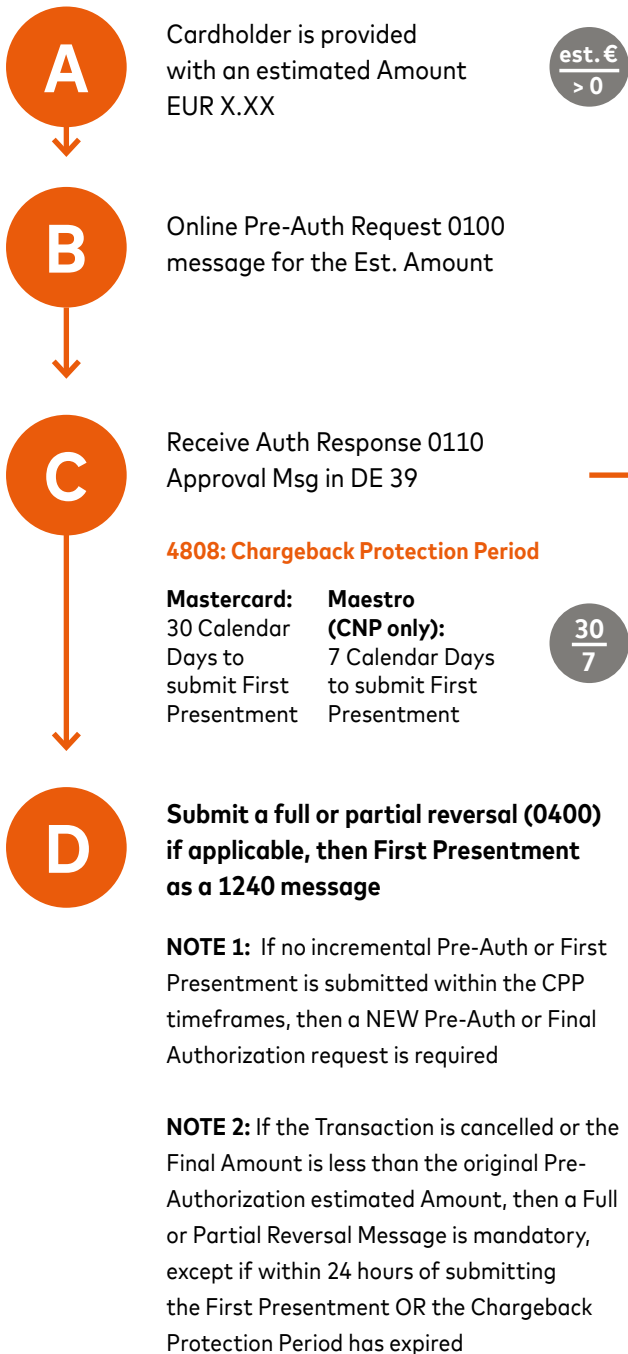 A
Cardholder is provided
with an estimated Amount
EUR X.XX
est. €
> 0
B
Online Pre-Auth Request 0100
message for the Est. Amount
C
Receive Auth Response 0110
Approval Msg in DE 39
4808: Chargeback Protection Period
Mastercard:
30 Calendar
Days to
submit First
Presentment
Maestro
(CNP only):
7 Calendar Days
to submit First
Presentment
30
7
D
Submit a full or partial reversal (0400)
if applicable, then First Presentment
as a 1240 message
NOTE 1: If no incremental Pre-Auth or First
Presentment is submitted within the CPP
timeframes, then a NEW Pre-Auth or Final
Authorization request is required
NOTE 2: If the Transaction is cancelled or the
Final Amount is less than the original Pre-
Authorization estimated Amount, then a Full
or Partial Reversal Message is mandatory,
except if within 24 hours of submitting
the First Presentment OR the Chargeback
Protection Period has expired